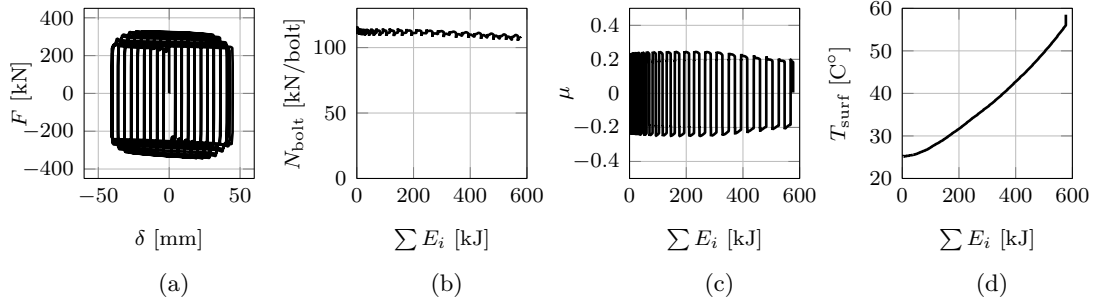 400
200
0
−200
−400
−50
0
50
F [kN]
δ [mm]
(a)
110
0
0
200
400
600
N_bolt [kN/bolt]
∑ E_i [kJ]
(b)
0.4
0.2
0
−0.2
−0.4
0
200
400
600
μ
∑ E_i [kJ]
(c)
60
50
40
30
20
0
200
400
600
T_surf [C°]
∑ E_i [kJ]
(d)